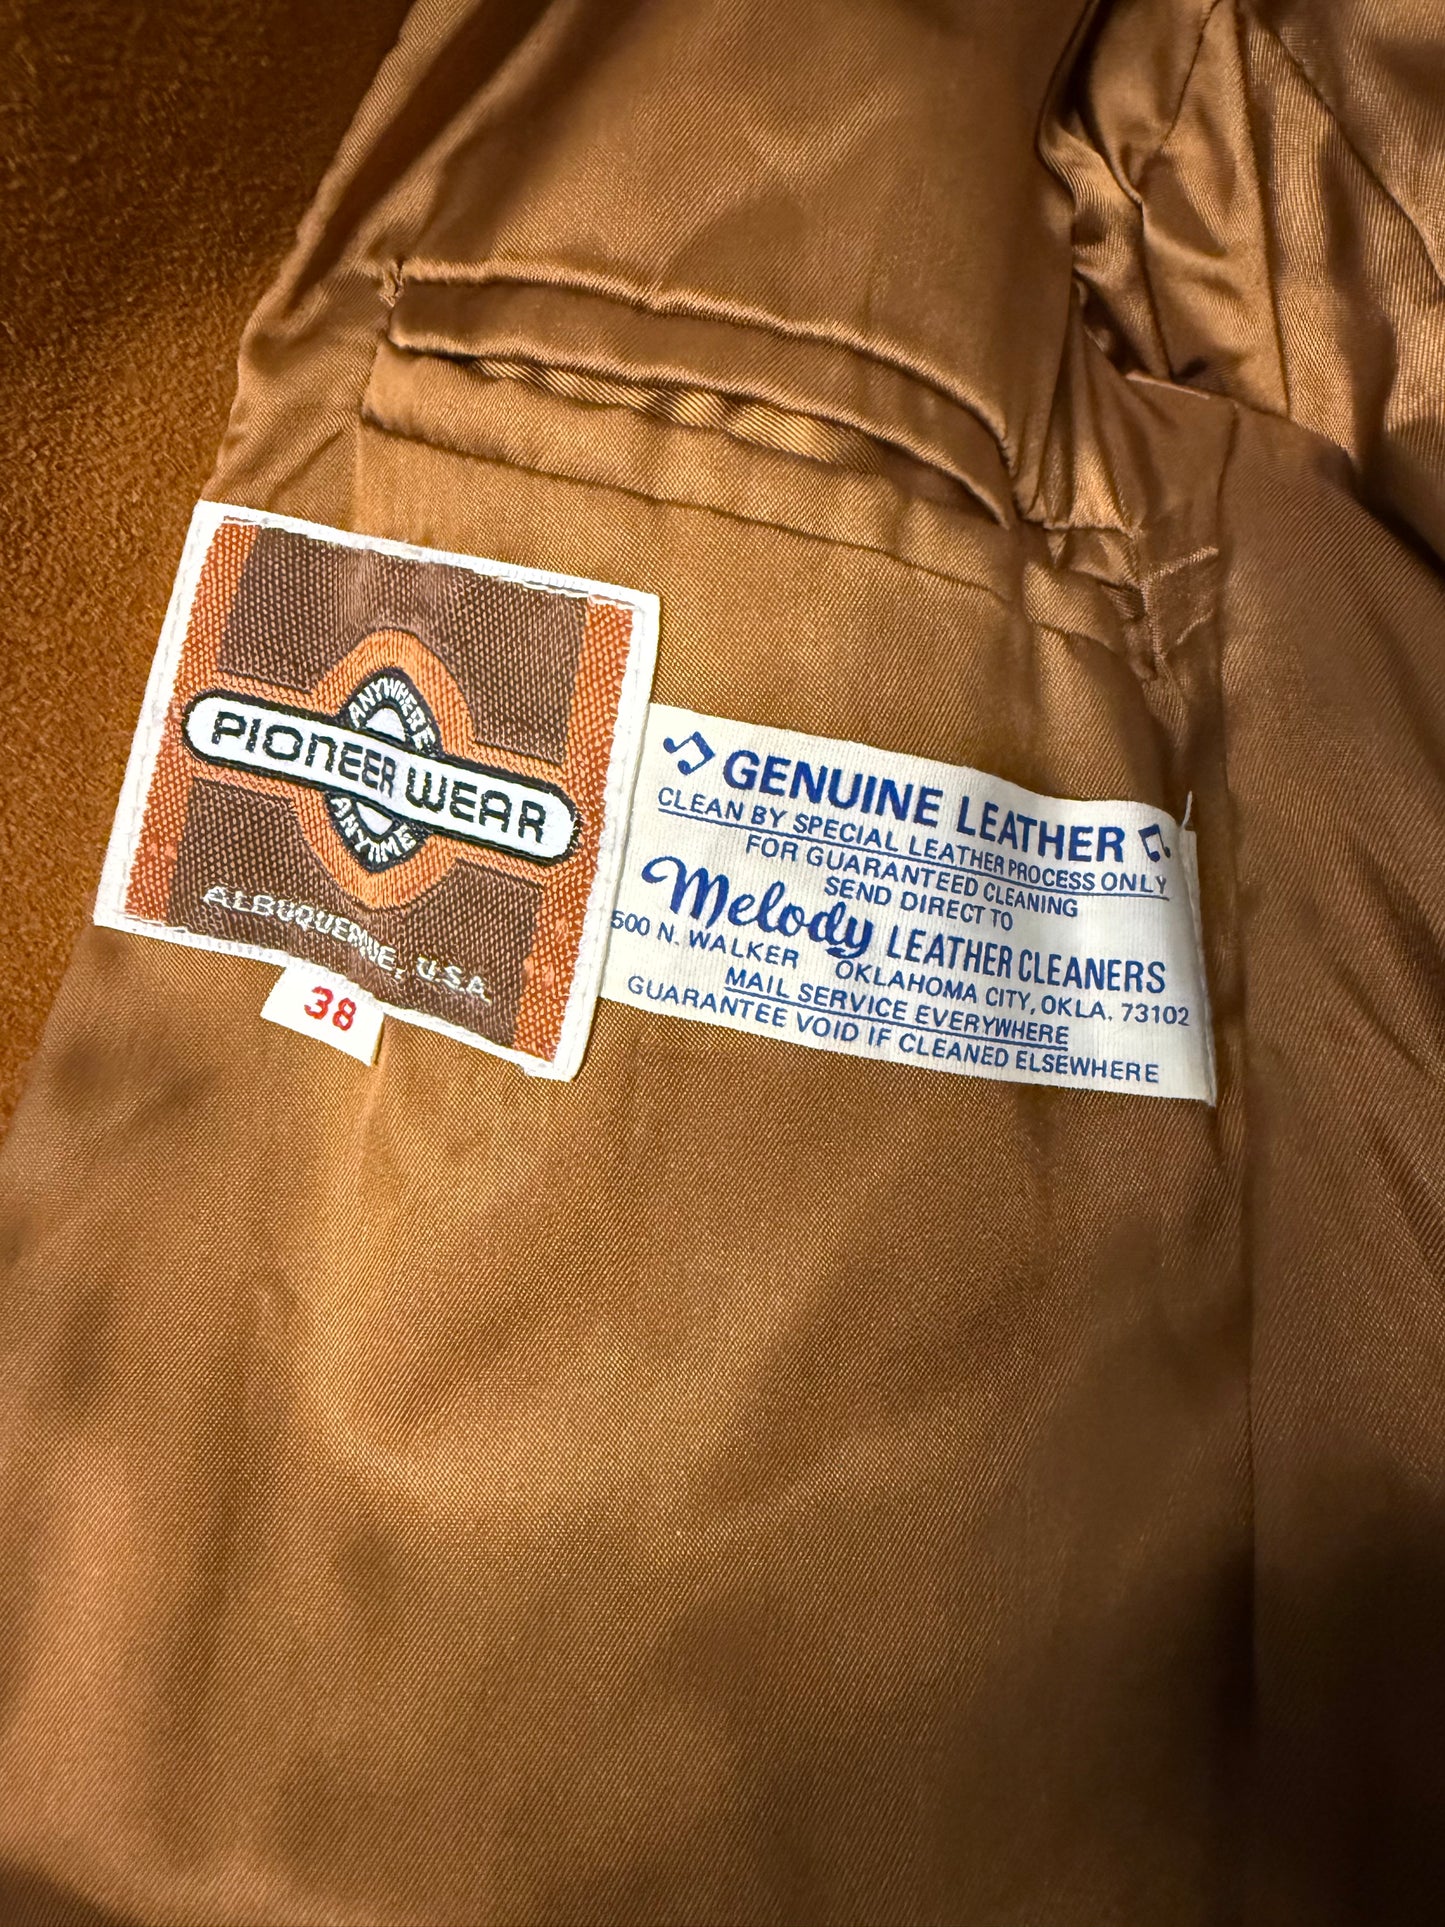 ANYWHERE
PIONEER WEAR
ANYTIME
ALBUQUERQUE, U.S.A
38
GENUINE LEATHER
CLEAN BY SPECIAL LEATHER PROCESS ONLY
FOR GUARANTEED CLEANING
SEND DIRECT TO
Melody LEATHER CLEANERS
500 N. WALKER OKLAHOMA CITY, OKLA. 73102
MAIL SERVICE EVERYWHERE
GUARANTEE VOID IF CLEANED ELSEWHERE